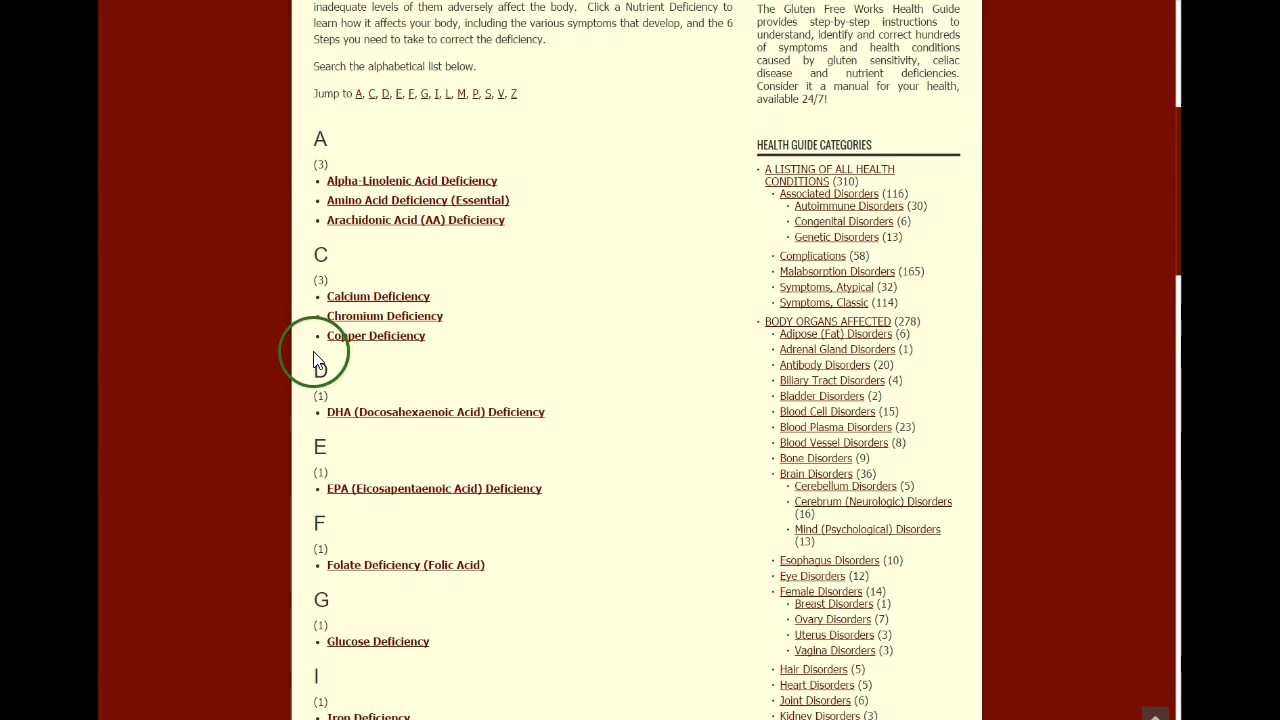 inadequate levels of them adversely affect the body.  Click a Nutrient Deficiency to
learn how it affects your body, including the various symptoms that develop, and the 6
Steps you need to take to correct the deficiency.
Search the alphabetical list below.
Jump to A, C, D, E, F, G, I, L, M, P, S, V, Z
A
(3)
• Alpha-Linolenic Acid Deficiency
• Amino Acid Deficiency (Essential)
• Arachidonic Acid (AA) Deficiency
C
(3)
• Calcium Deficiency
• Chromium Deficiency
• Copper Deficiency
D
(1)
• DHA (Docosahexaenoic Acid) Deficiency
E
(1)
• EPA (Eicosapentaenoic Acid) Deficiency
F
(1)
• Folate Deficiency (Folic Acid)
G
(1)
• Glucose Deficiency
I
(1)
• Iron Deficiency
The Gluten Free Works Health Guide
provides step-by-step instructions to
understand, identify and correct hundreds
of symptoms and health conditions
caused by gluten sensitivity, celiac
disease and nutrient deficiencies.
Consider it a manual for your health,
available 24/7!
HEALTH GUIDE CATEGORIES
· A LISTING OF ALL HEALTH
CONDITIONS (310)
· Associated Disorders (116)
· Autoimmune Disorders (30)
· Congenital Disorders (6)
· Genetic Disorders (13)
· Complications (58)
· Malabsorption Disorders (165)
· Symptoms, Atypical (32)
· Symptoms, Classic (114)
· BODY ORGANS AFFECTED (278)
· Adipose (Fat) Disorders (6)
· Adrenal Gland Disorders (1)
· Antibody Disorders (20)
· Biliary Tract Disorders (4)
· Bladder Disorders (2)
· Blood Cell Disorders (15)
· Blood Plasma Disorders (23)
· Blood Vessel Disorders (8)
· Bone Disorders (9)
· Brain Disorders (36)
· Cerebellum Disorders (5)
· Cerebrum (Neurologic) Disorders
(16)
· Mind (Psychological) Disorders
(13)
· Esophagus Disorders (10)
· Eye Disorders (12)
· Female Disorders (14)
· Breast Disorders (1)
· Ovary Disorders (7)
· Uterus Disorders (3)
· Vagina Disorders (3)
· Hair Disorders (5)
· Heart Disorders (5)
· Joint Disorders (6)
· Kidney Disorders (3)